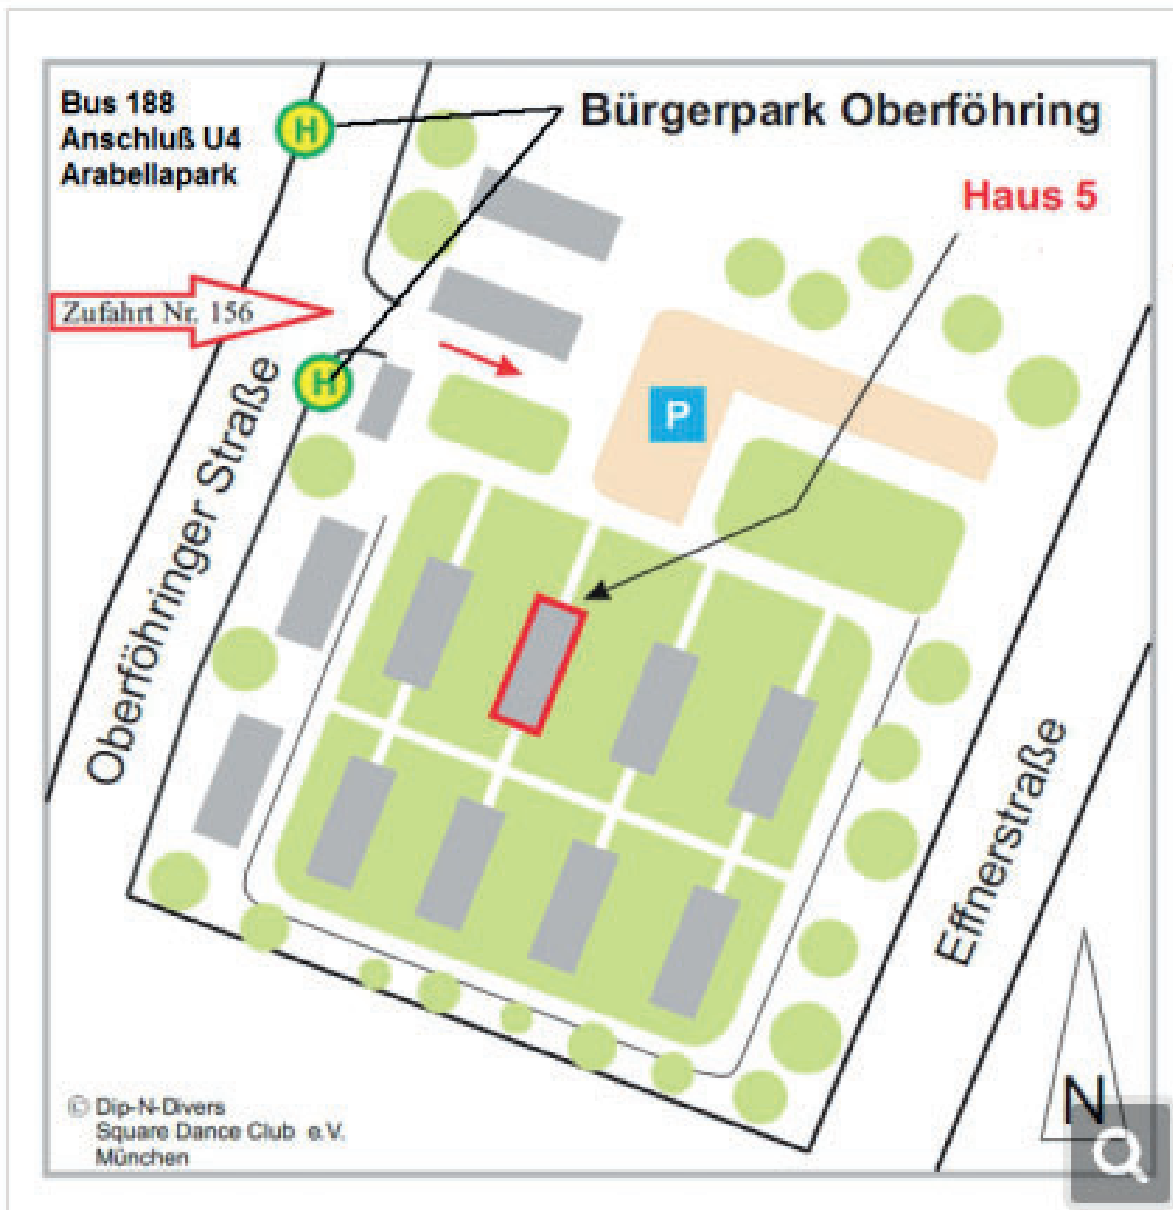 Bus 188
Anschluß U4
Arabellapark
H
Bürgerpark Oberföhring
Haus 5
Zufahrt Nr. 156
H
P
Oberföhringer Straße
Effnerstraße
N
© Dip-N-Divers
Square Dance Club e.V.
München